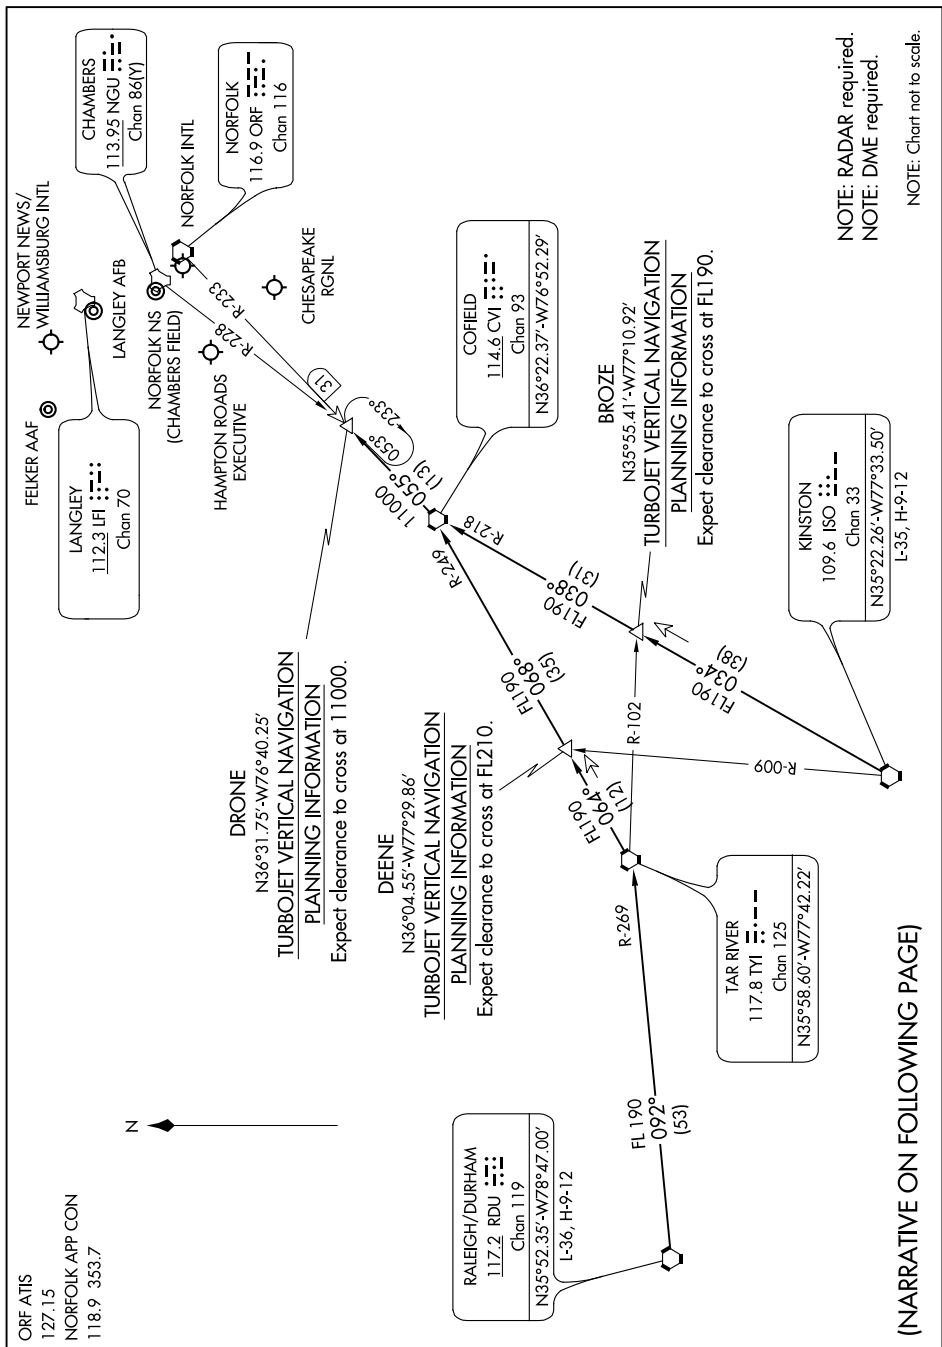 ORF ATIS
127.15
NORFOLK APP CON
118.9 353.7
N
RALEIGH/DURHAM
117.2 RDU
Chan 119
N35°52.35'-W78°47.00'
L-36, H-9-12
FL 190
092°
(53)
R-269
TAR RIVER
117.8 TYI
Chan 125
N35°58.60'-W77°42.22'
FL190
064°
(12)
R-102
R-009
DEENE
N36°04.55'-W77°29.86'
TURBOJET VERTICAL NAVIGATION
PLANNING INFORMATION
Expect clearance to cross at FL210.
FL190
068°
(35)
R-249
DRONE
N36°31.75'-W76°40.25'
TURBOJET VERTICAL NAVIGATION
PLANNING INFORMATION
Expect clearance to cross at 11000.
KINSTON
109.6 ISO
Chan 33
N35°22.26'-W77°33.50'
L-35, H-9-12
FL190
034°
(38)
BROZE
N35°55.41'-W77°10.92'
TURBOJET VERTICAL NAVIGATION
PLANNING INFORMATION
Expect clearance to cross at FL190.
FL190
038°
(31)
R-218
COFIELD
114.6 CVI
Chan 93
N36°22.37'-W76°52.29'
11000
055°
(13)
053°
233°
31
R-228
R-233
LANGLEY
112.3 LFI
Chan 70
FELKER AAF
NEWPORT NEWS/
WILLIAMSBURG INTL
LANGLEY AFB
NORFOLK NS
(CHAMBERS FIELD)
HAMPTON ROADS
EXECUTIVE
CHAMBERS
113.95 NGU
Chan 86(Y)
NORFOLK INTL
NORFOLK
116.9 ORF
Chan 116
CHESAPEAKE
RGNL
NOTE: RADAR required.
NOTE: DME required.
NOTE: Chart not to scale.
(NARRATIVE ON FOLLOWING PAGE)